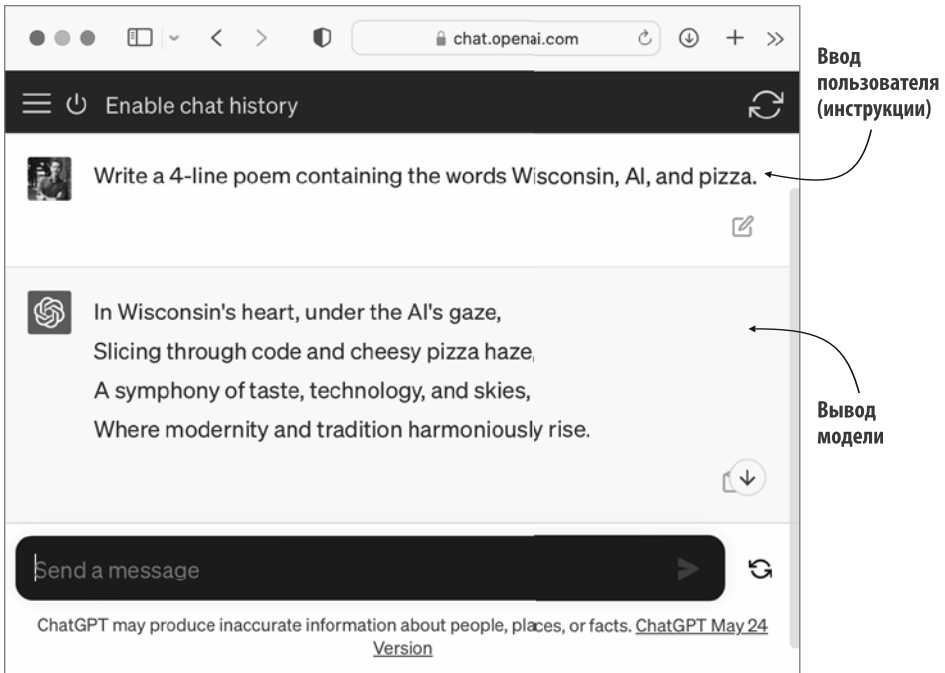 chat.openai.com
Enable chat history
Ввод
пользователя
(инструкции)
Write a 4-line poem containing the words Wisconsin, AI, and pizza.
In Wisconsin's heart, under the AI's gaze,
Slicing through code and cheesy pizza haze,
A symphony of taste, technology, and skies,
Where modernity and tradition harmoniously rise.
Вывод
модели
Send a message
ChatGPT may produce inaccurate information about people, places, or facts. ChatGPT May 24
Version